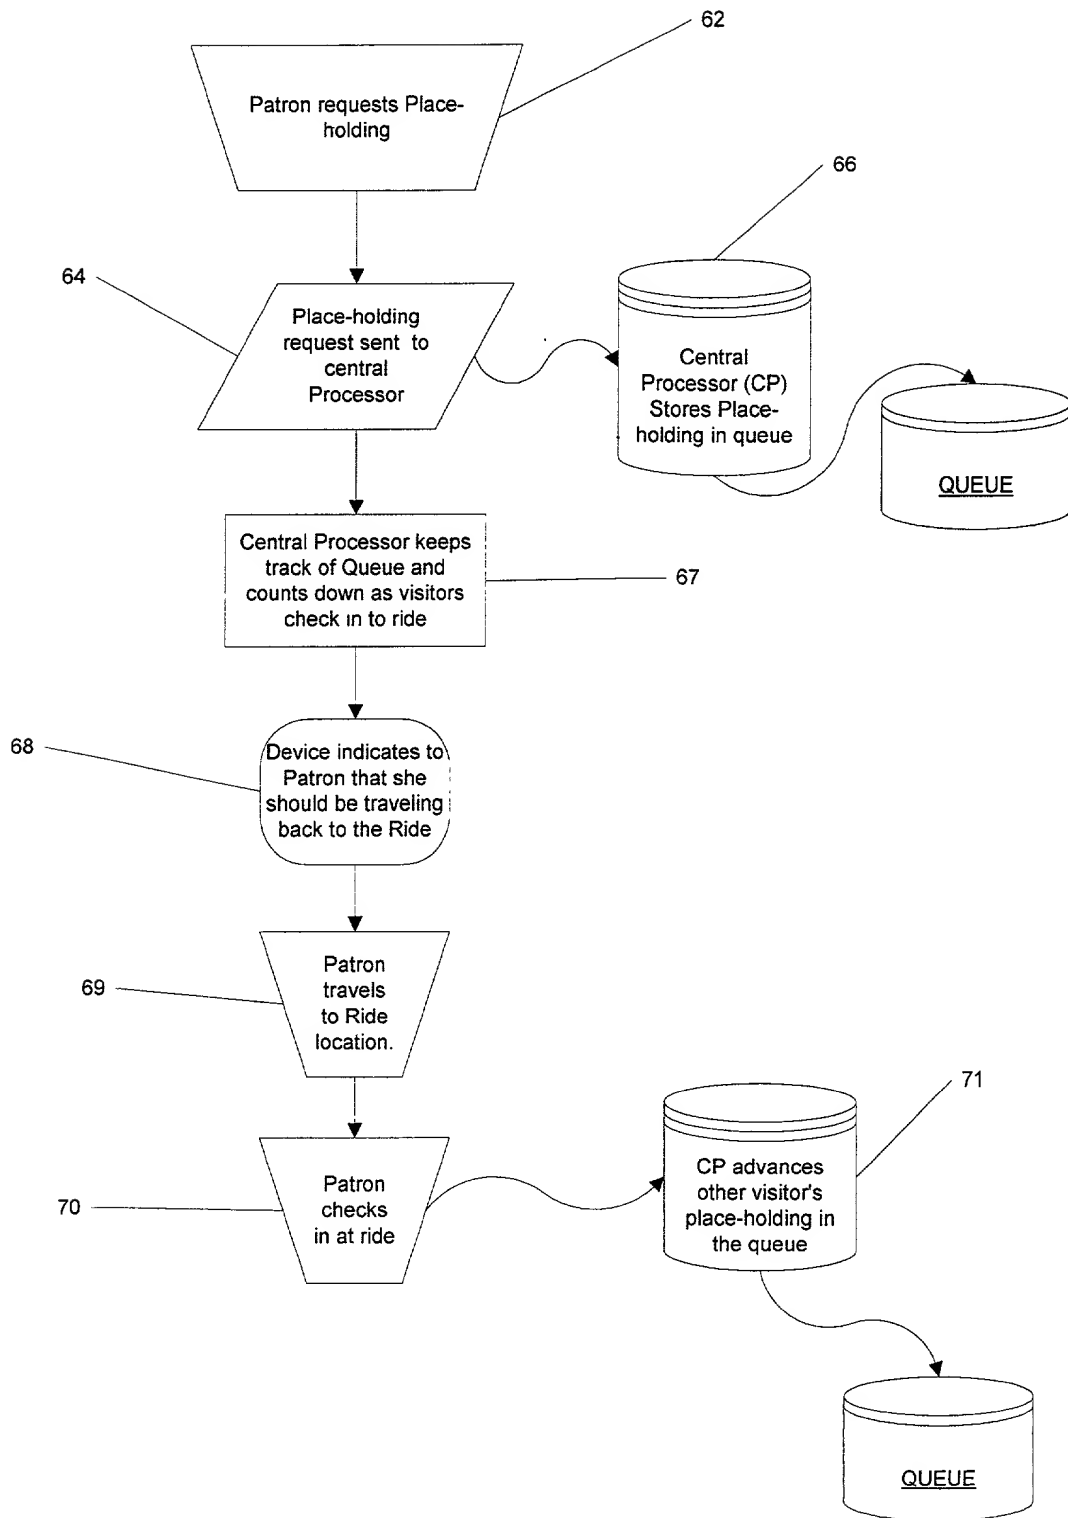 62
Patron requests Place-
holding
66
64
Place-holding
request sent to
central
Processor
Central
Processor (CP)
Stores Place-
holding in queue
QUEUE
Central Processor keeps
track of Queue and
counts down as visitors
check in to ride
67
68
Device indicates to
Patron that she
should be traveling
back to the Ride
69
Patron
travels
to Ride
location.
71
70
Patron
checks
in at ride
CP advances
other visitor's
place-holding in
the queue
QUEUE